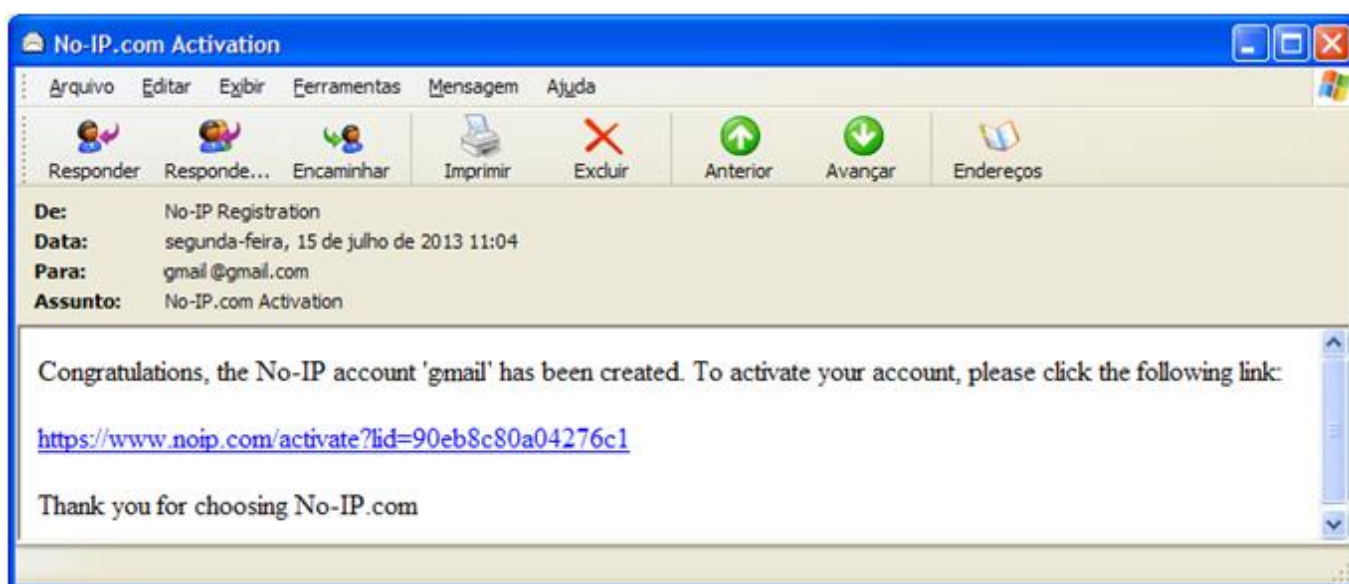 No-IP.com Activation
Arquivo Editar Exibir Ferramentas Mensagem Ajuda
Responder Responde... Encaminhar Imprimir Excluir Anterior Avançar Endereços
De: No-IP Registration
Data: segunda-feira, 15 de julho de 2013 11:04
Para: gmail@gmail.com
Assunto: No-IP.com Activation
Congratulations, the No-IP account 'gmail' has been created. To activate your account, please click the following link:
https://www.noip.com/activate?lid=90eb8c80a04276c1
Thank you for choosing No-IP.com